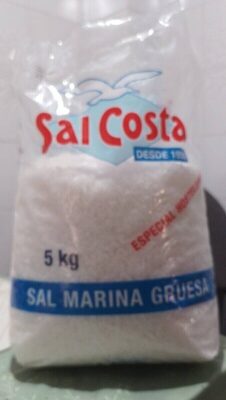 Sal Costa
DESDE
ESPECIAL
5 kg
SAL MARINA GRUESA